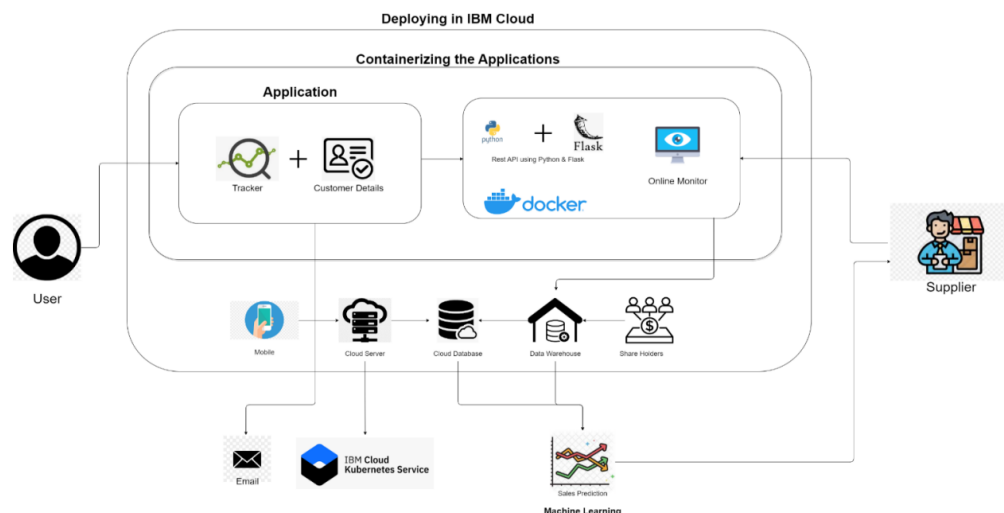 Deploying in IBM Cloud
Containerizing the Applications
Application
python
Flask
Rest API using Python & Flask
Tracker
Customer Details
Online Monitor
docker
User
Supplier
Mobile
Cloud Server
Cloud Database
Data Warehouse
Share Holders
Email
IBM Cloud
Kubernetes Service
Sales Prediction
Machine Learning